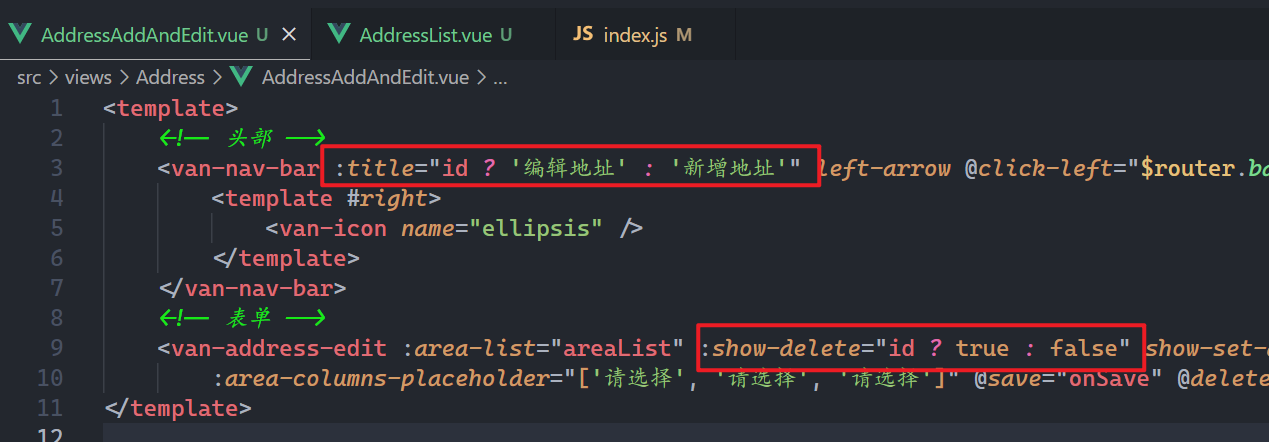 AddressAddAndEdit.vue U × AddressList.vue U JS index.js M
src > views > Address > AddressAddAndEdit.vue > ...
1 <template>
2 <!-- 头部 -->
3 <van-nav-bar :title="id ? '编辑地址' : '新增地址'" left-arrow @click-left="$router.ba
4 <template #right>
5 <van-icon name="ellipsis" />
6 </template>
7 </van-nav-bar>
8 <!-- 表单 -->
9 <van-address-edit :area-list="areaList" :show-delete="id ? true : false" show-set-
10 :area-columns-placeholder="['请选择', '请选择', '请选择']" @save="onSave" @delete
11 </template>
12